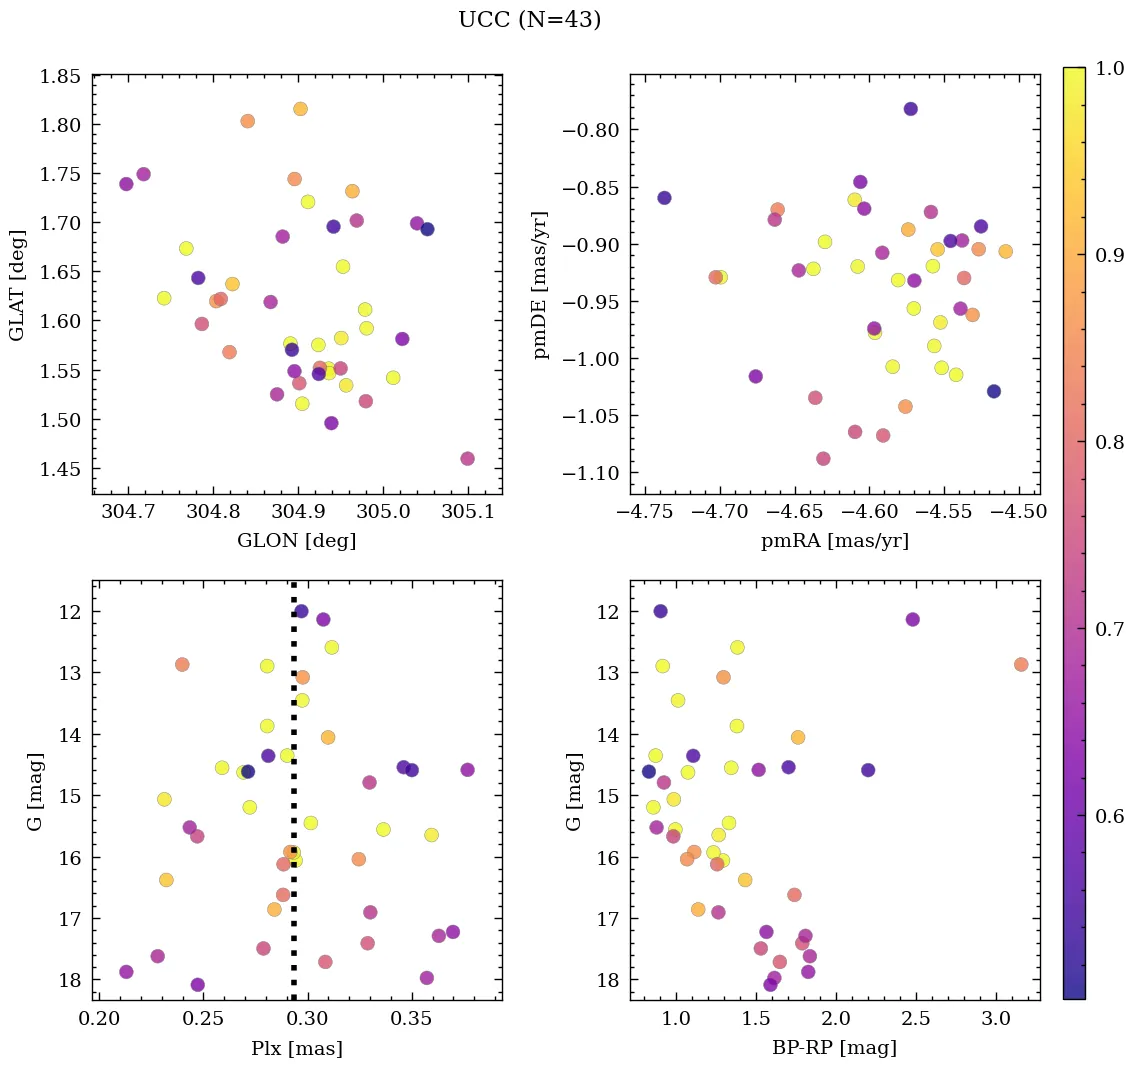 UCC (N=43)
1.85
1.80
1.75
1.70
1.65
1.60
1.55
1.50
1.45
GLAT [deg]
304.7 304.8 304.9 305.0 305.1
GLON [deg]
−0.80
−0.85
−0.90
−0.95
−1.00
−1.05
−1.10
pmDE [mas/yr]
−4.75 −4.70 −4.65 −4.60 −4.55 −4.50
pmRA [mas/yr]
1.0
0.9
0.8
0.7
0.6
12
13
14
15
16
17
18
G [mag]
0.20 0.25 0.30 0.35
Plx [mas]
12
13
14
15
16
17
18
G [mag]
1.0 1.5 2.0 2.5 3.0
BP-RP [mag]